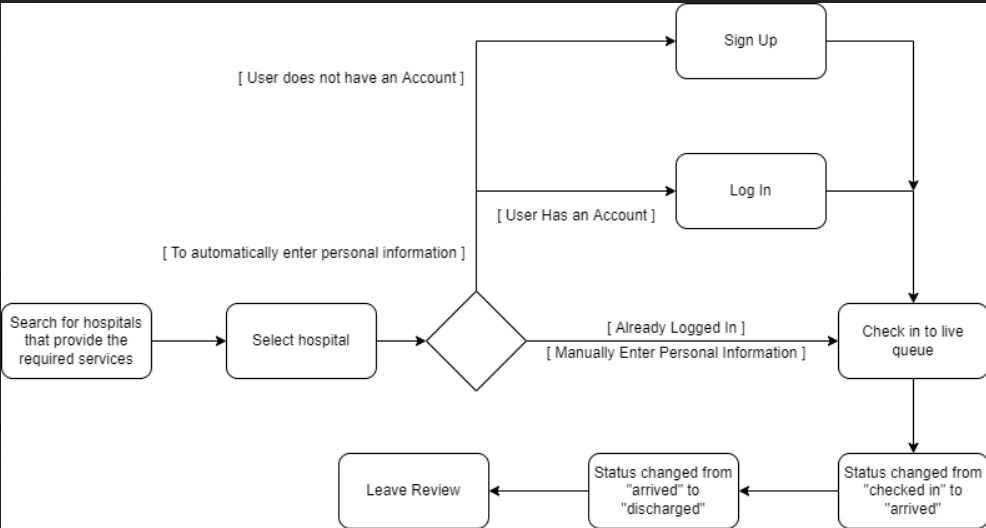 Sign Up
[ User does not have an Account ]
Log In
[ User Has an Account ]
[ To automatically enter personal information ]
Search for hospitals
that provide the
required services
Select hospital
[ Already Logged In ]
[ Manually Enter Personal Information ]
Check in to live
queue
Status changed from
"checked in" to
"arrived"
Status changed from
"arrived" to
"discharged"
Leave Review